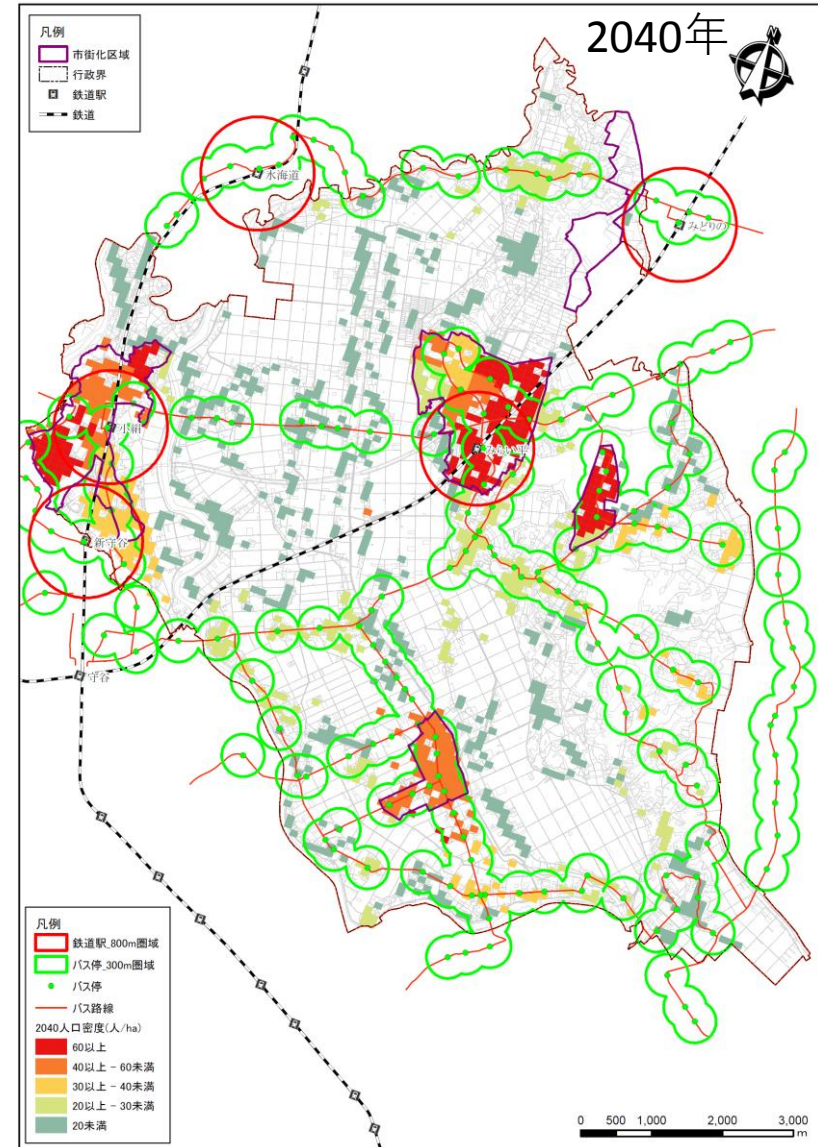 2040年
凡例
市街化区域
行政界
鉄道駅
鉄道
水海道
みどりの
小絹
みらい平
新守谷
守谷
凡例
鉄道駅_800m圏域
バス停_300m圏域
バス停
バス路線
2040人口密度(人/ha)
60以上
40以上 - 60未満
30以上 - 40未満
20以上 - 30未満
20未満
0 500 1,000 2,000 3,000
m